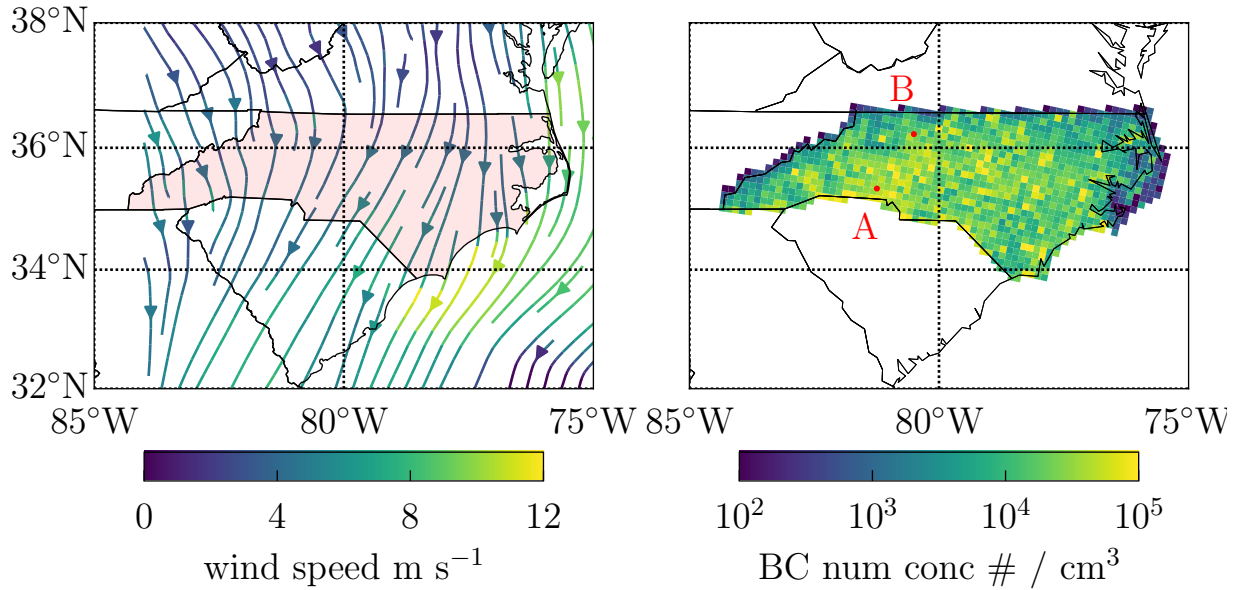 38°N
36°N
34°N
32°N
85°W 80°W 75°W
0 4 8 12
wind speed m s⁻¹
B
A
85°W 80°W 75°W
10² 10³ 10⁴ 10⁵
BC num conc # / cm³